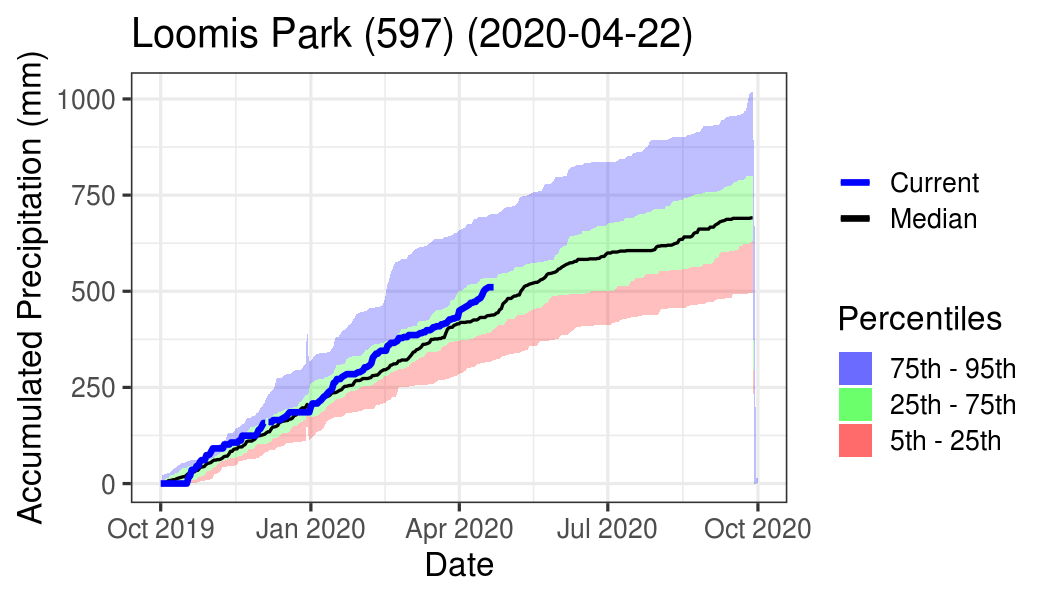 Loomis Park (597) (2020-04-22)
Accumulated Precipitation (mm)
1000
750
500
250
0
Oct 2019
Jan 2020
Apr 2020
Jul 2020
Oct 2020
Date
Current
Median
Percentiles
75th - 95th
25th - 75th
5th - 25th